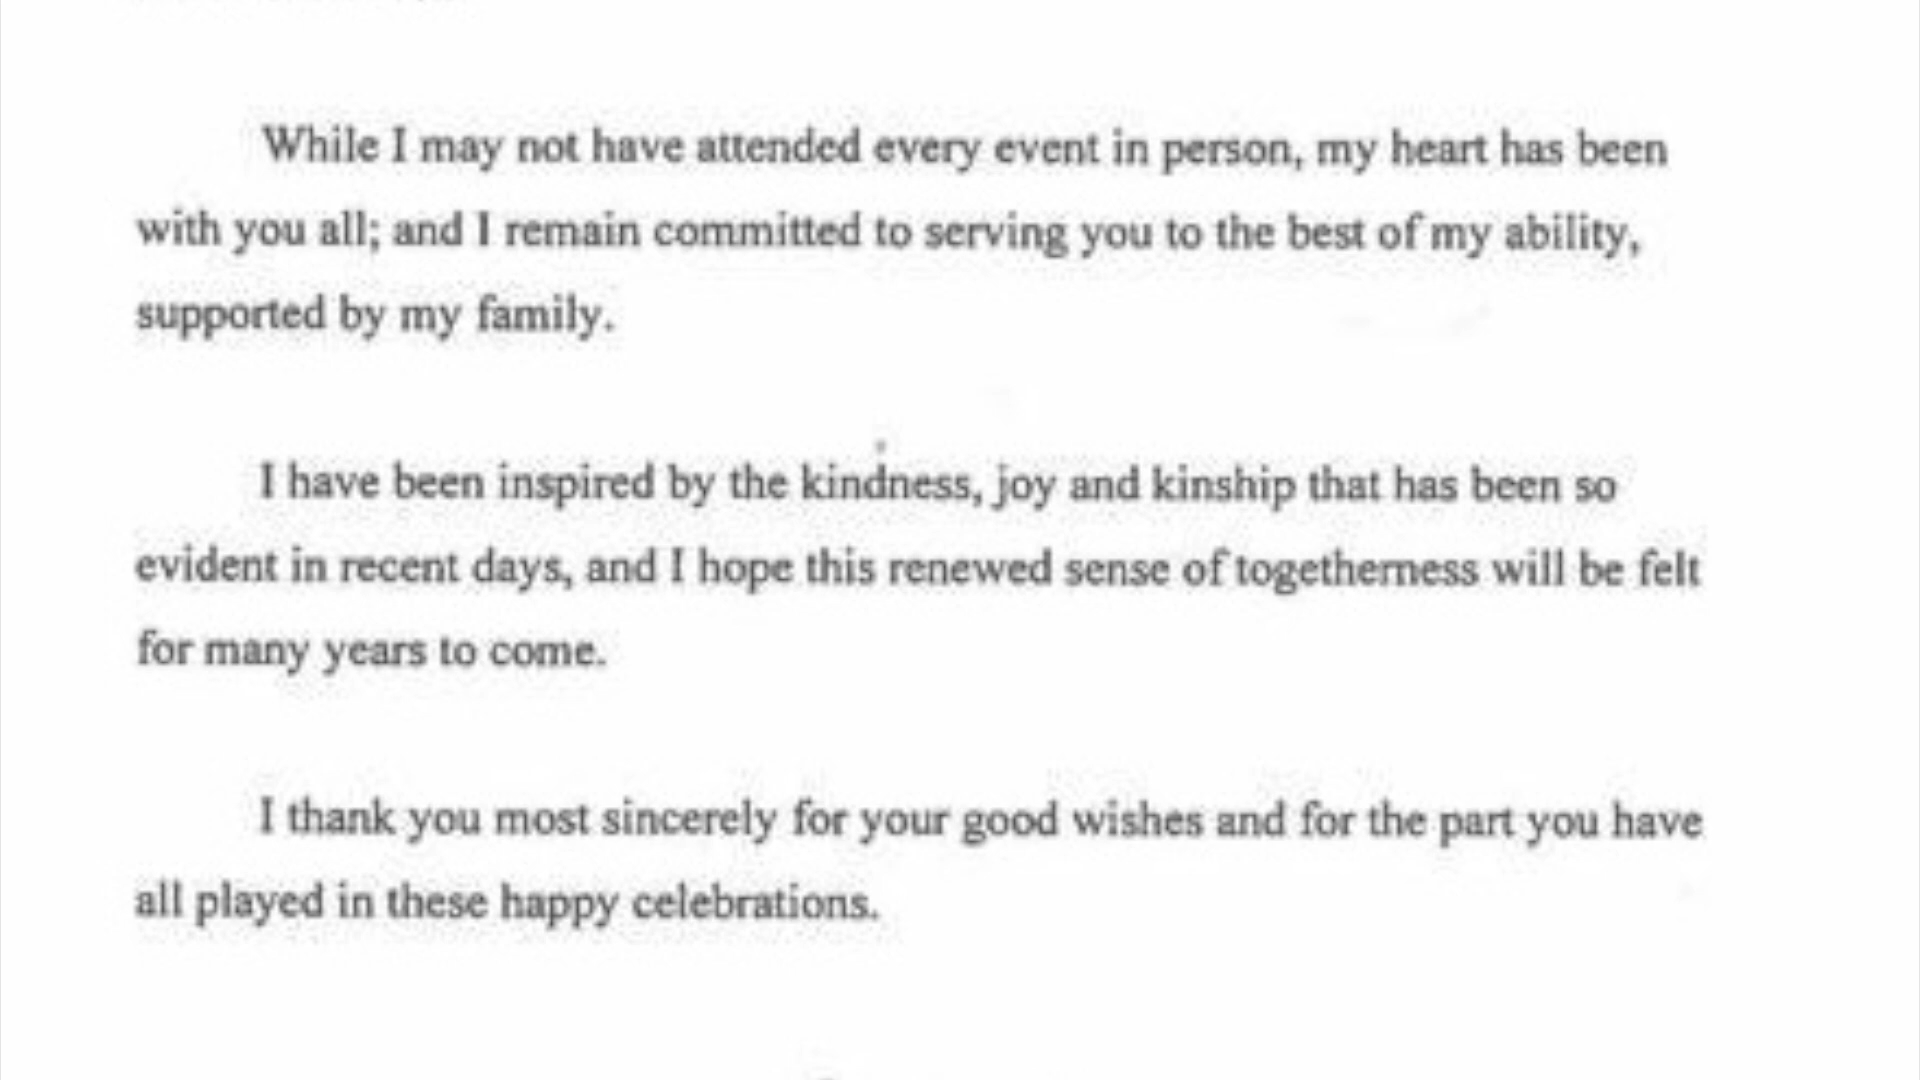 While I may not have attended every event in person, my heart has been
with you all; and I remain committed to serving you to the best of my ability,
supported by my family.
I have been inspired by the kindness, joy and kinship that has been so
evident in recent days, and I hope this renewed sense of togetherness will be felt
for many years to come.
I thank you most sincerely for your good wishes and for the part you have
all played in these happy celebrations.